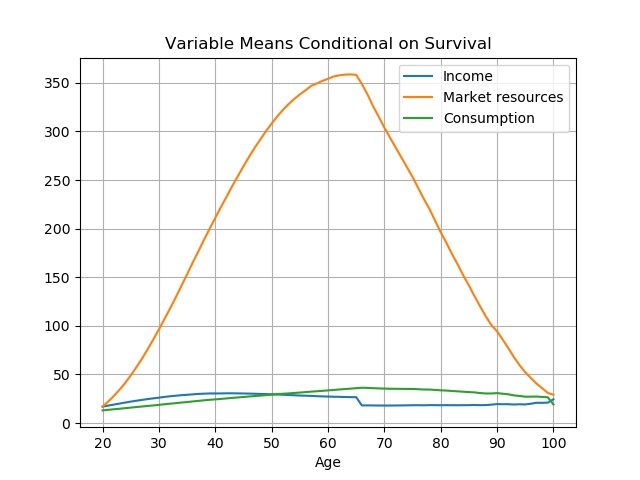 Variable Means Conditional on Survival
350
300
250
200
150
100
50
0
Income
Market resources
Consumption
20 30 40 50 60 70 80 90 100
Age